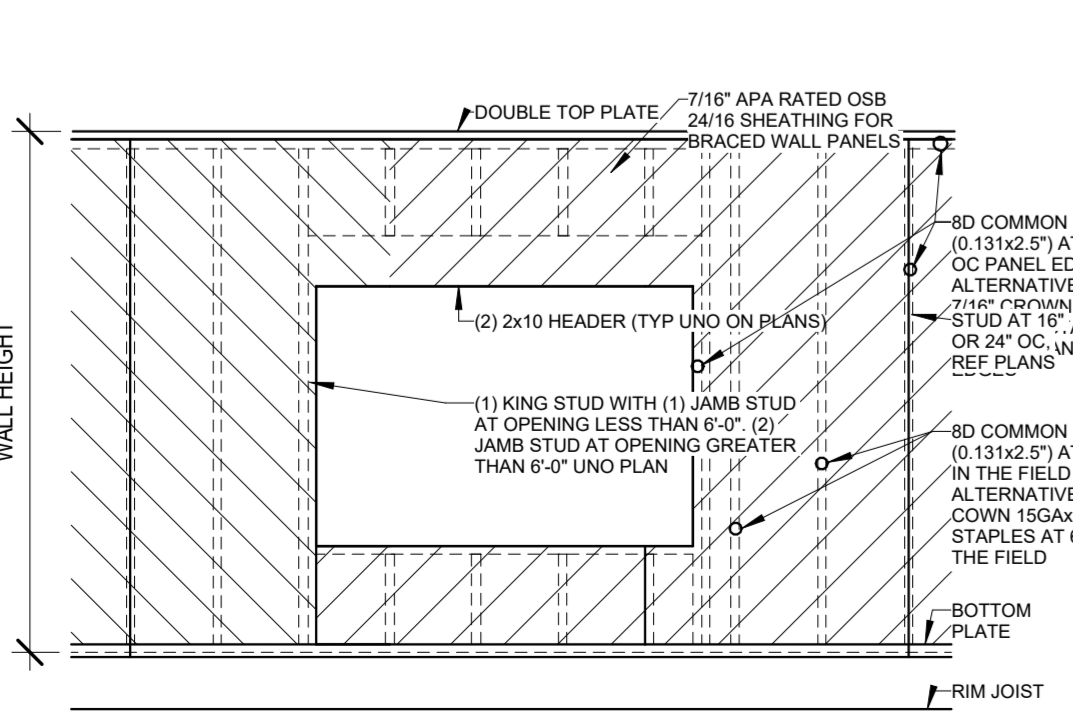 DOUBLE TOP PLATE
7/16" APA RATED OSB
24/16 SHEATHING FOR
BRACED WALL PANELS
8D COMMON
(0.131x2.5")
OC PANEL
ALTERNATIVE
7/16" CROWN
STUD AT 16"
OR 24" OC,
REF PLANS
(2) 2x10 HEADER (TYP UNO ON PLANS)
(1) KING STUD WITH (1) JAMB STUD
AT OPENING LESS THAN 6'-0". (2)
JAMB STUD AT OPENING GREATER
THAN 6'-0" UNO PLAN
8D COMMON
(0.131x2.5")
IN THE FIELD
ALTERNATIVE
COWN
STAPLES AT
THE FIELD
BOTTOM
PLATE
RIM JOIST
WALL HEIGHT